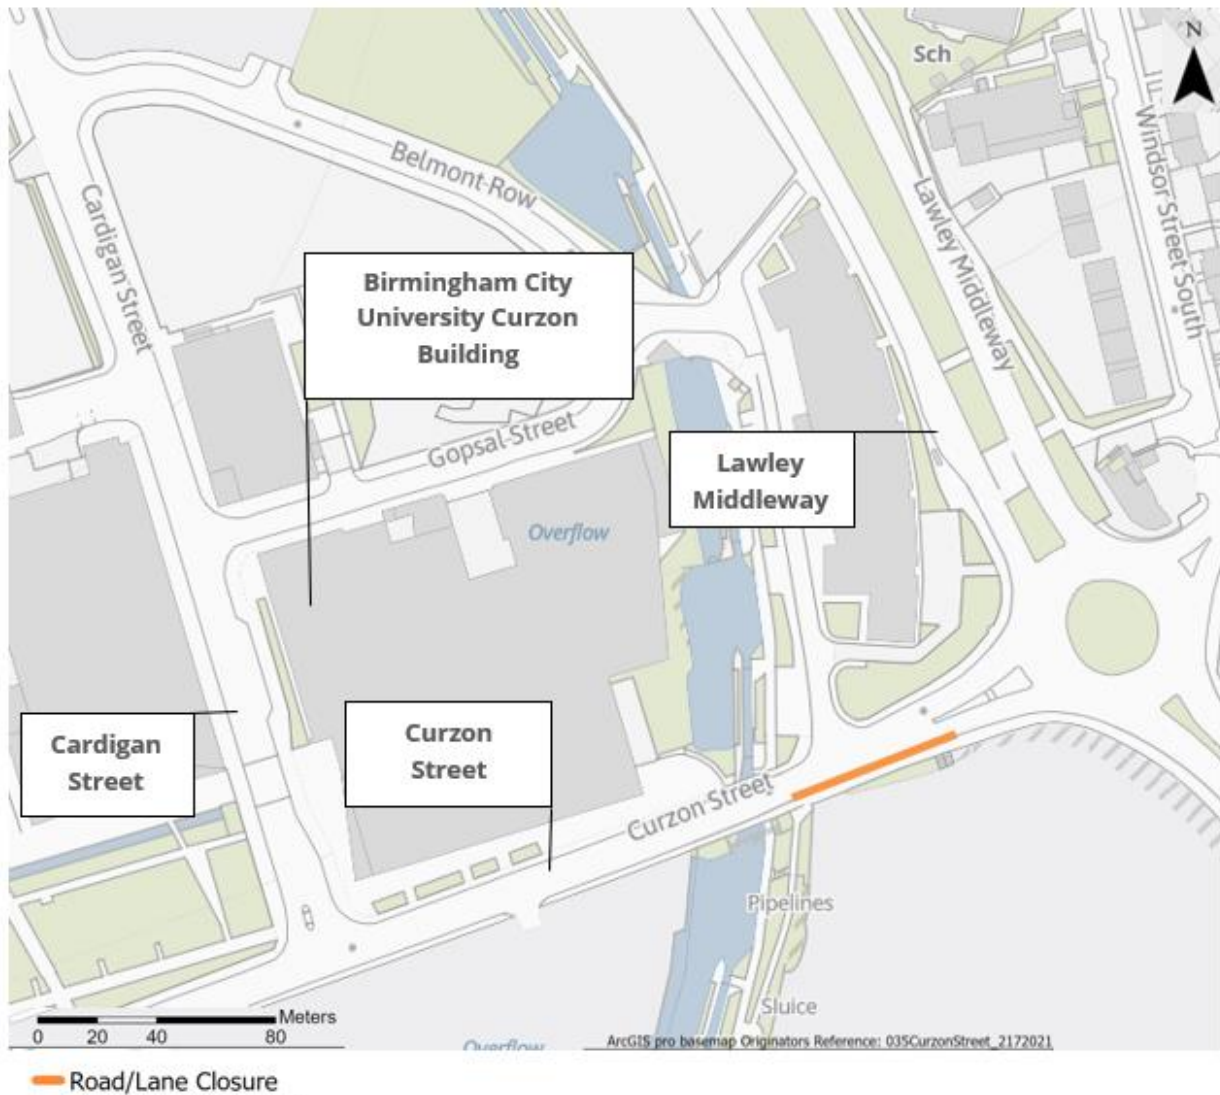 Sch
N
Windsor Street South
Belmont Row
Lawley Middleway
Cardigan Street
Birmingham City
University Curzon
Building
Gopsal Street
Lawley
Middleway
Overflow
Cardigan
Street
Curzon
Street
Curzon Street
Pipelines
Sluice
Meters
0 20 40 80
Overflow
ArcGIS pro basemap Originators Reference: 035CurzonStreet_2172021
Road/Lane Closure